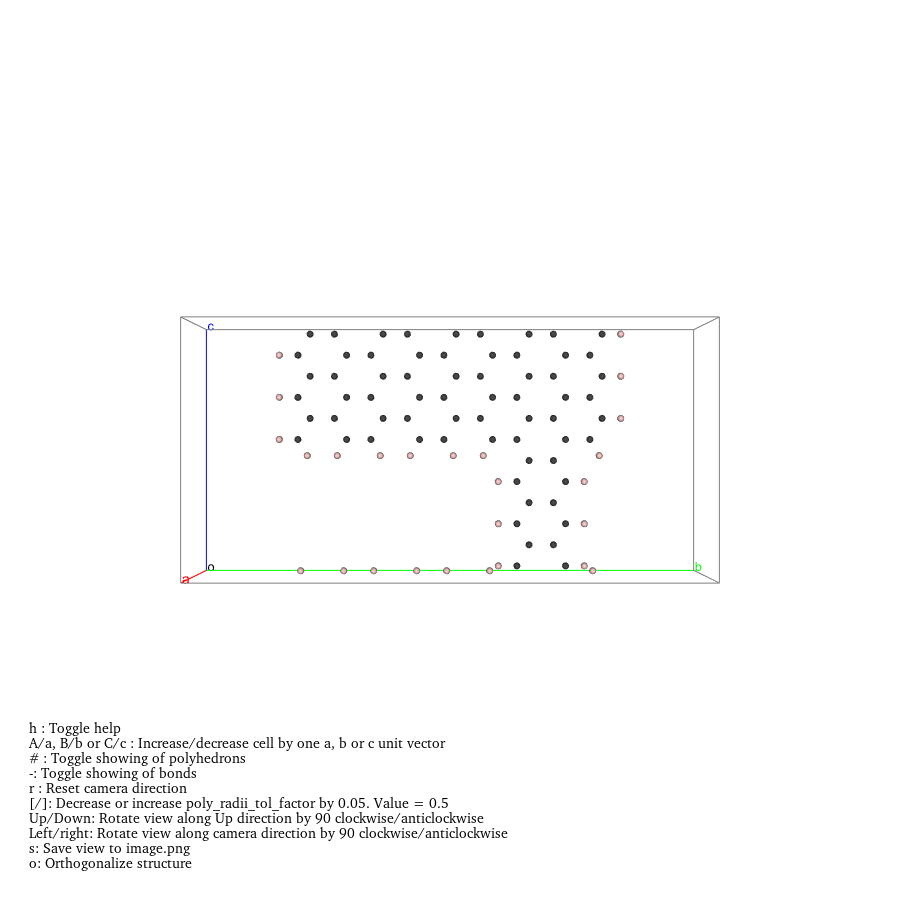 c
o
b
a
h : Toggle help
A/a, B/b or C/c : Increase/decrease cell by one a, b or c unit vector
# : Toggle showing of polyhedrons
-: Toggle showing of bonds
r : Reset camera direction
[/]: Decrease or increase poly_radii_tol_factor by 0.05. Value = 0.5
Up/Down: Rotate view along Up direction by 90 clockwise/anticlockwise
Left/right: Rotate view along camera direction by 90 clockwise/anticlockwise
s: Save view to image.png
o: Orthogonalize structure